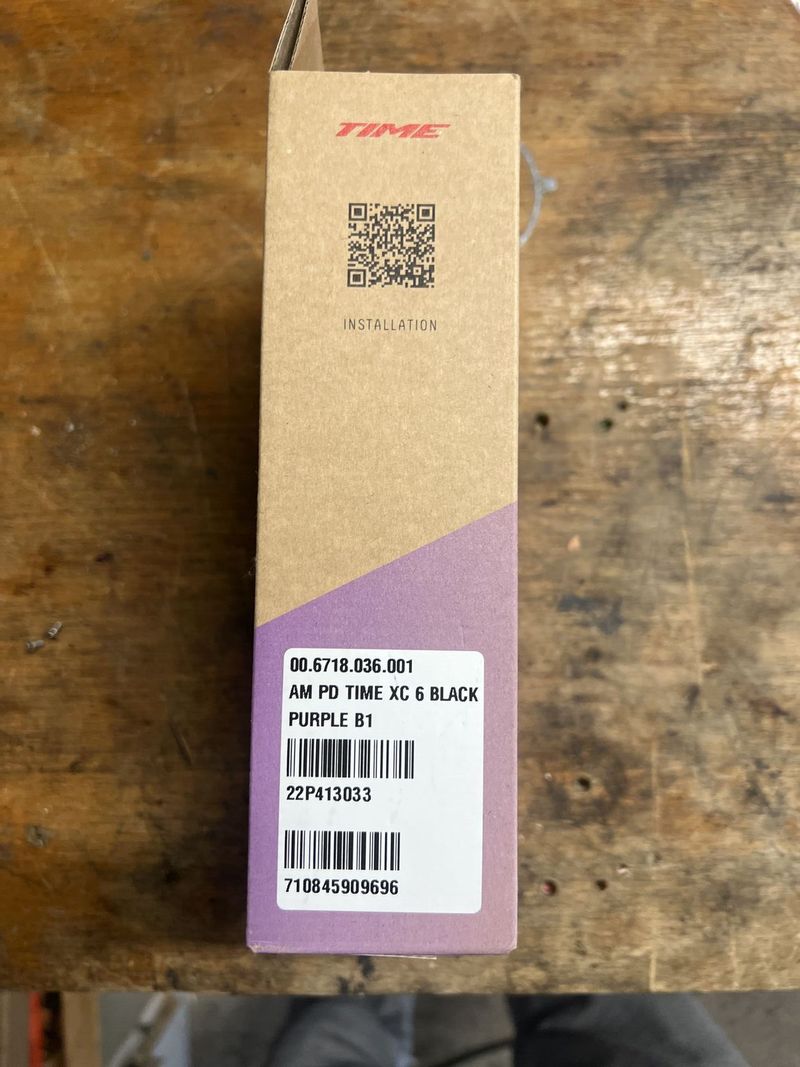 TIME
INSTALLATION
00.6718.036.001
AM PD TIME XC 6 BLACK
PURPLE B1
22P413033
710845909696